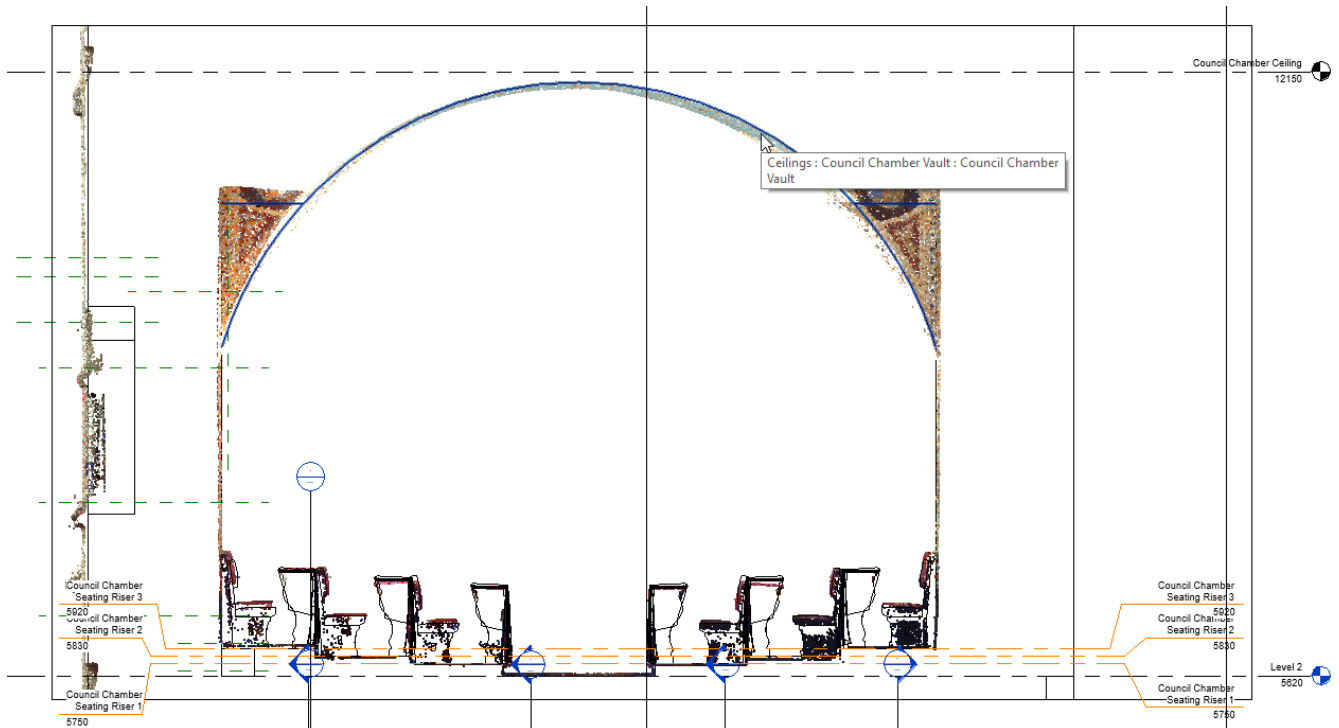 Council Chamber Ceiling
12150
Ceilings : Council Chamber Vault : Council Chamber
Vault
Council Chamber
Seating Riser 3
5920
Council Chamber
Seating Riser 2
5830
Council Chamber
Seating Riser 1
5750
Council Chamber
Seating Riser 3
5920
Council Chamber
Seating Riser 2
5830
Level 2
5620
Council Chamber
Seating Riser 1
5750